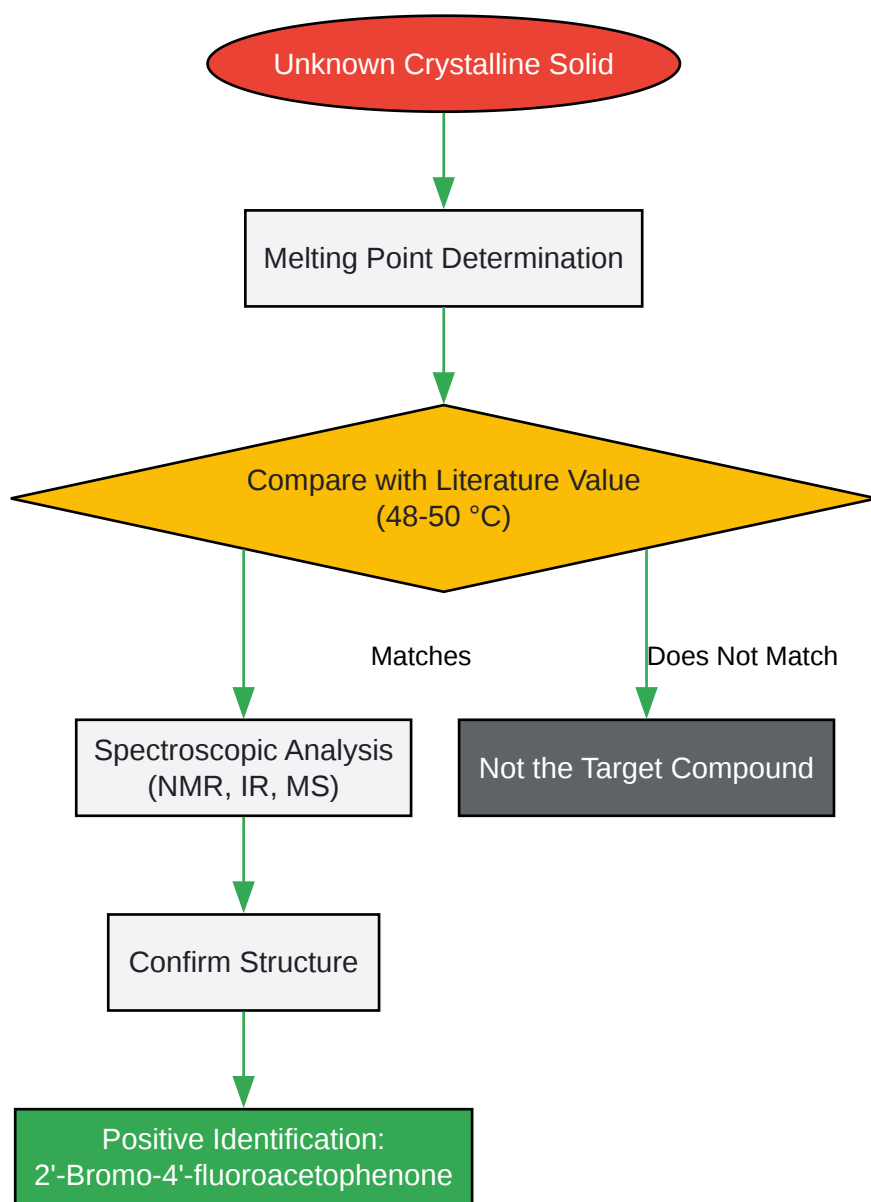 Unknown Crystalline Solid
Melting Point Determination
Compare with Literature Value
(48-50 °C)
Matches
Does Not Match
Spectroscopic Analysis
(NMR, IR, MS)
Not the Target Compound
Confirm Structure
Positive Identification:
2'-Bromo-4'-fluoroacetophenone